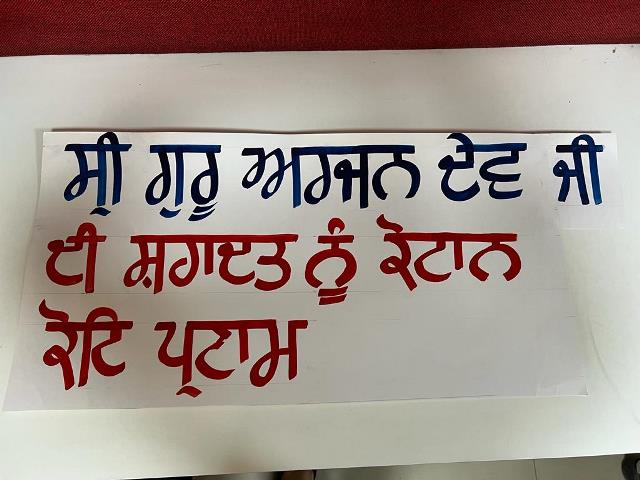 ਸ੍ਰੀ ਗੁਰੂ ਅਰਜਨ ਦੇਵ ਜੀ
ਦੀ ਸ਼ਗਾਦਤ ਨੂੰ ਕੋਟਾਨ
ਕੋਟਿ ਪ੍ਰਣਾਮ